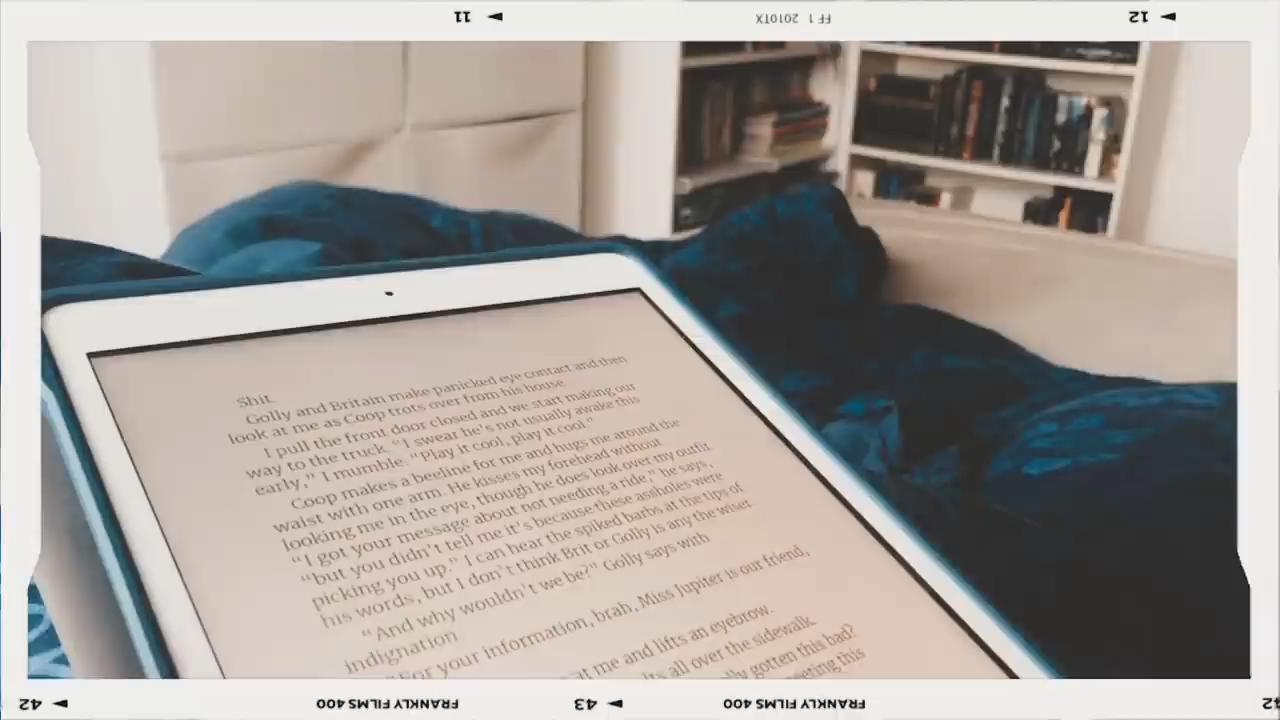 11
FF 1 2010TX
12
Shit.
Golly and Britain make panicked eye contact and then
look at me as Coop trots over from his house.
I pull the front door closed and we start making our
way to the truck. “I swear he’s not usually awake this
early,” I mumble. “Play it cool, play it cool.”
Coop makes a beeline for me and hugs me around the
waist with one arm. He kisses my forehead without
looking me in the eye, though he does look over my outfit.
“I got your message about not needing a ride,” he says,
“but you didn’t tell me it’s because these assholes were
picking you up.” I can hear the spiked barbs at the tips of
his words, but I don’t think Brit or Golly is any the wiser.
“And why wouldn’t we be?” Golly says with
indignation
For your information, brah, Miss Jupiter is our friend,
at me and lifts an eyebrow.
all over the sidewalk.
gotten this bad?
this
42
FRANKLY FILMS 400
43
FRANKLY FILMS 400